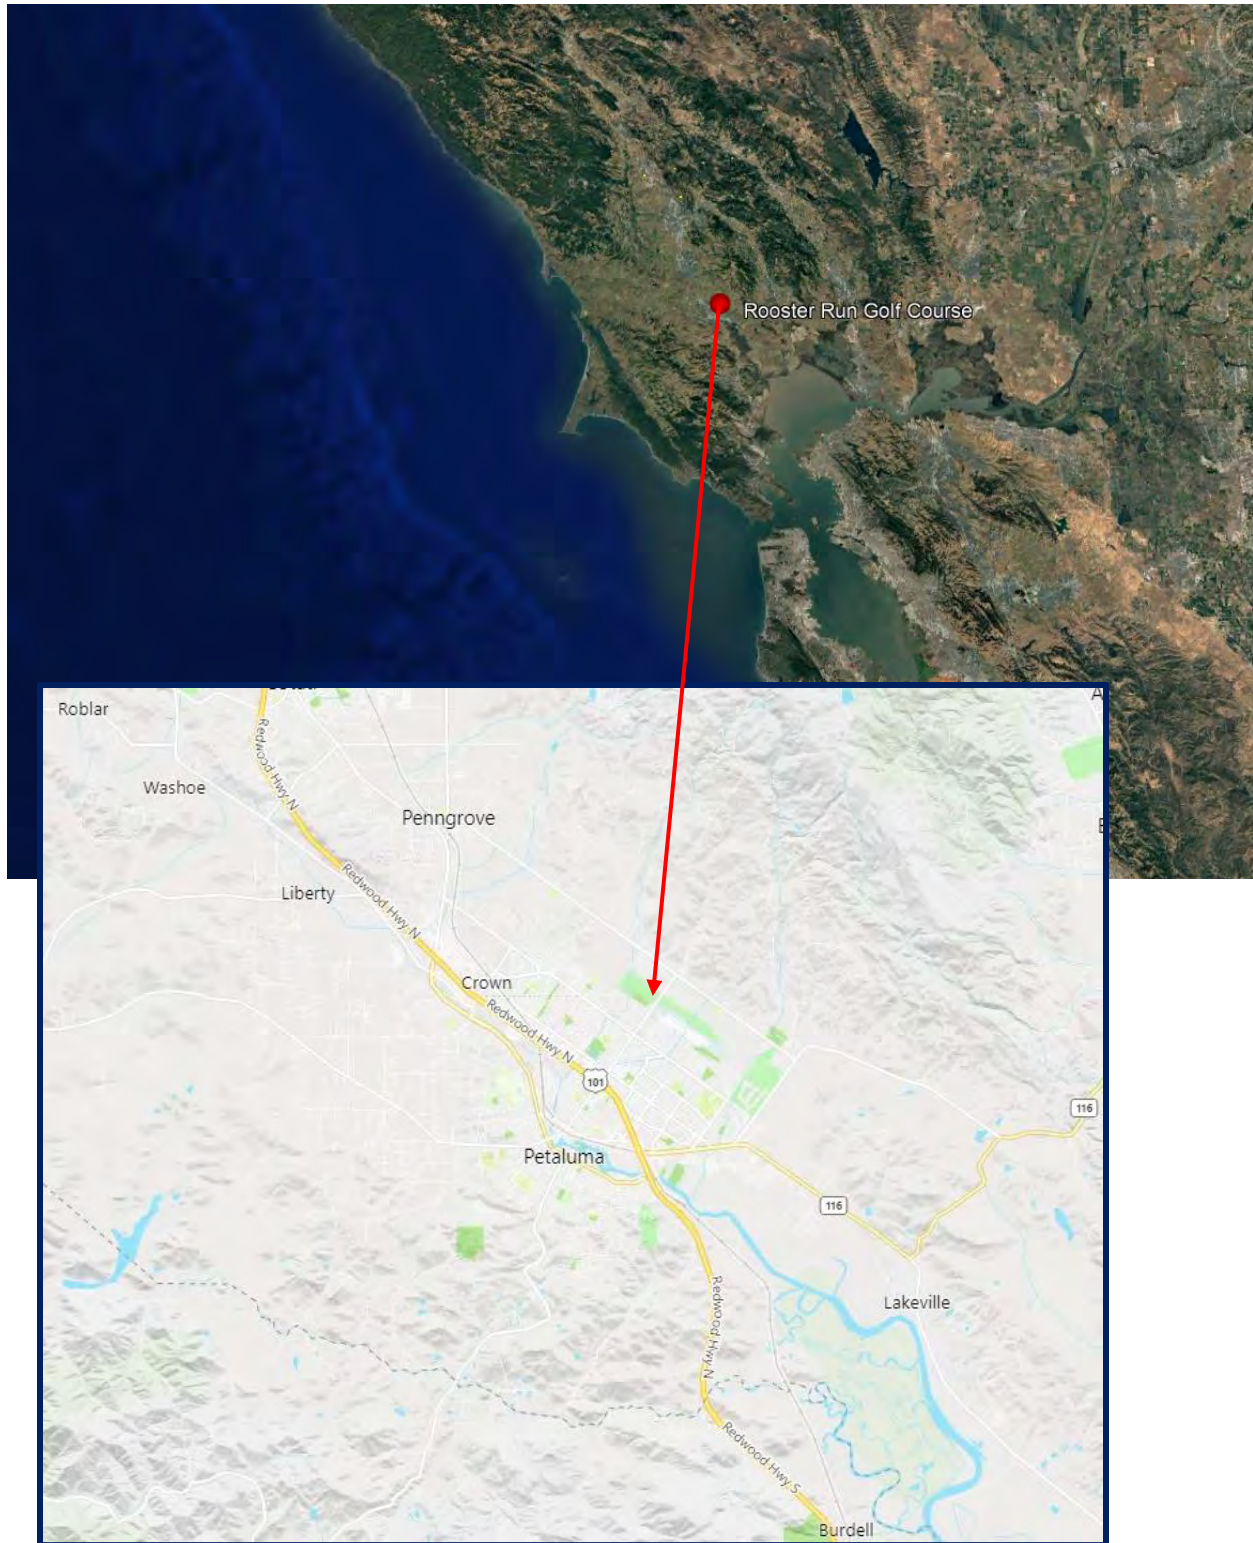 Rooster Run Golf Course
Roblar
Redwood Hwy N
Washoe
Penngrove
Liberty
Redwood Hwy N
Crown
Redwood Hwy N
101
116
Petaluma
116
Redwood Hwy N
Lakeville
Redwood Hwy S
Burdell